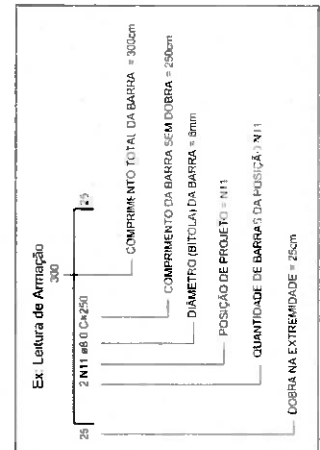 Ex: Leitura de Armação
300
25
2 N11 ø8.0 C=250
25
COMPRIMENTO TOTAL DA BARRA = 300cm
COMPRIMENTO DA BARRA SEM DOBRA = 250cm
DIÂMETRO (BITOLA) DA BARRA = 8mm
POSIÇÃO DE PROJETO = N11
QUANTIDADE DE BARRAS DA POSIÇÃO N11
DOBRA NA EXTREMIDADE = 25cm